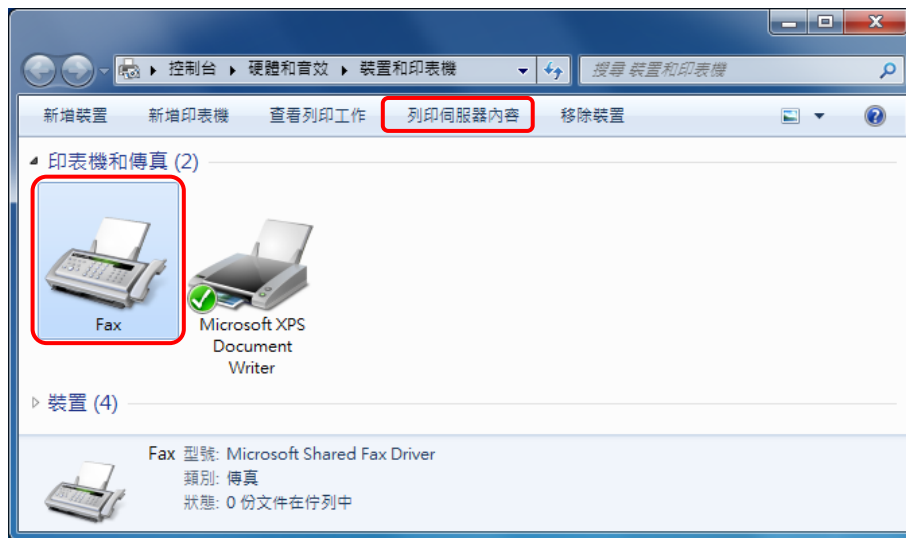 控制台 ▸ 硬體和音效 ▸ 裝置和印表機
搜尋 裝置和印表機
新增裝置 新增印表機 查看列印工作 列印伺服器內容 移除裝置
印表機和傳真 (2)
Fax
Microsoft XPS
Document
Writer
裝置 (4)
Fax 型號: Microsoft Shared Fax Driver
類別: 傳真
狀態: 0 份文件在佇列中